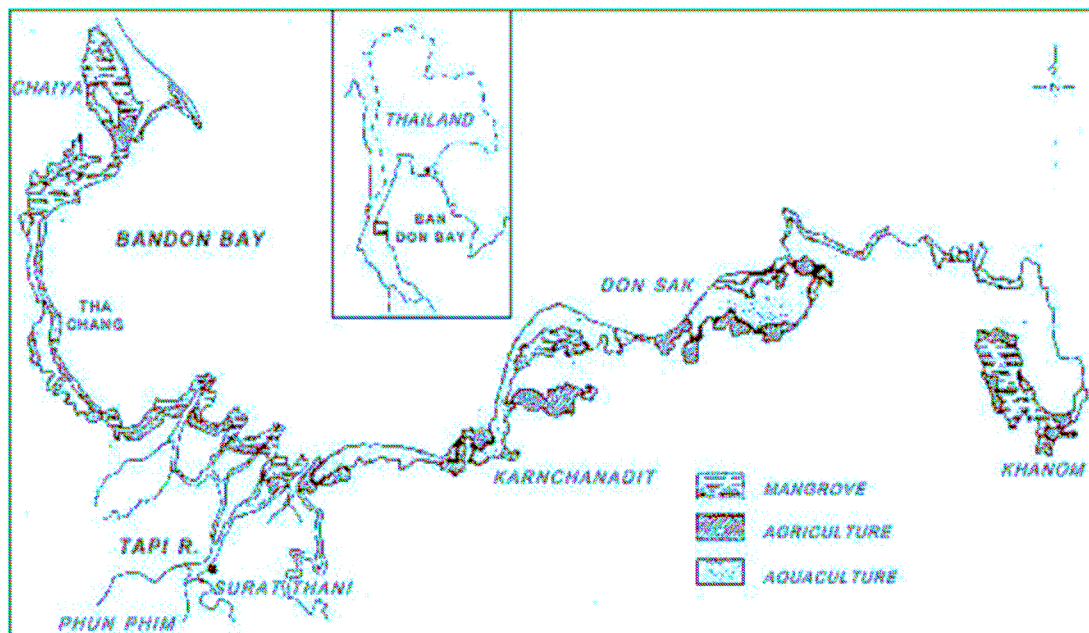 CHAIYA
THAILAND
BAN
DON BAY
BANDON BAY
THA
CHANG
DON SAK
KARNCHANADIT
KHANOM
TAPI R.
SURAT THANI
PHUN PHIM
MANGROVE
AGRICULTURE
AQUACULTURE